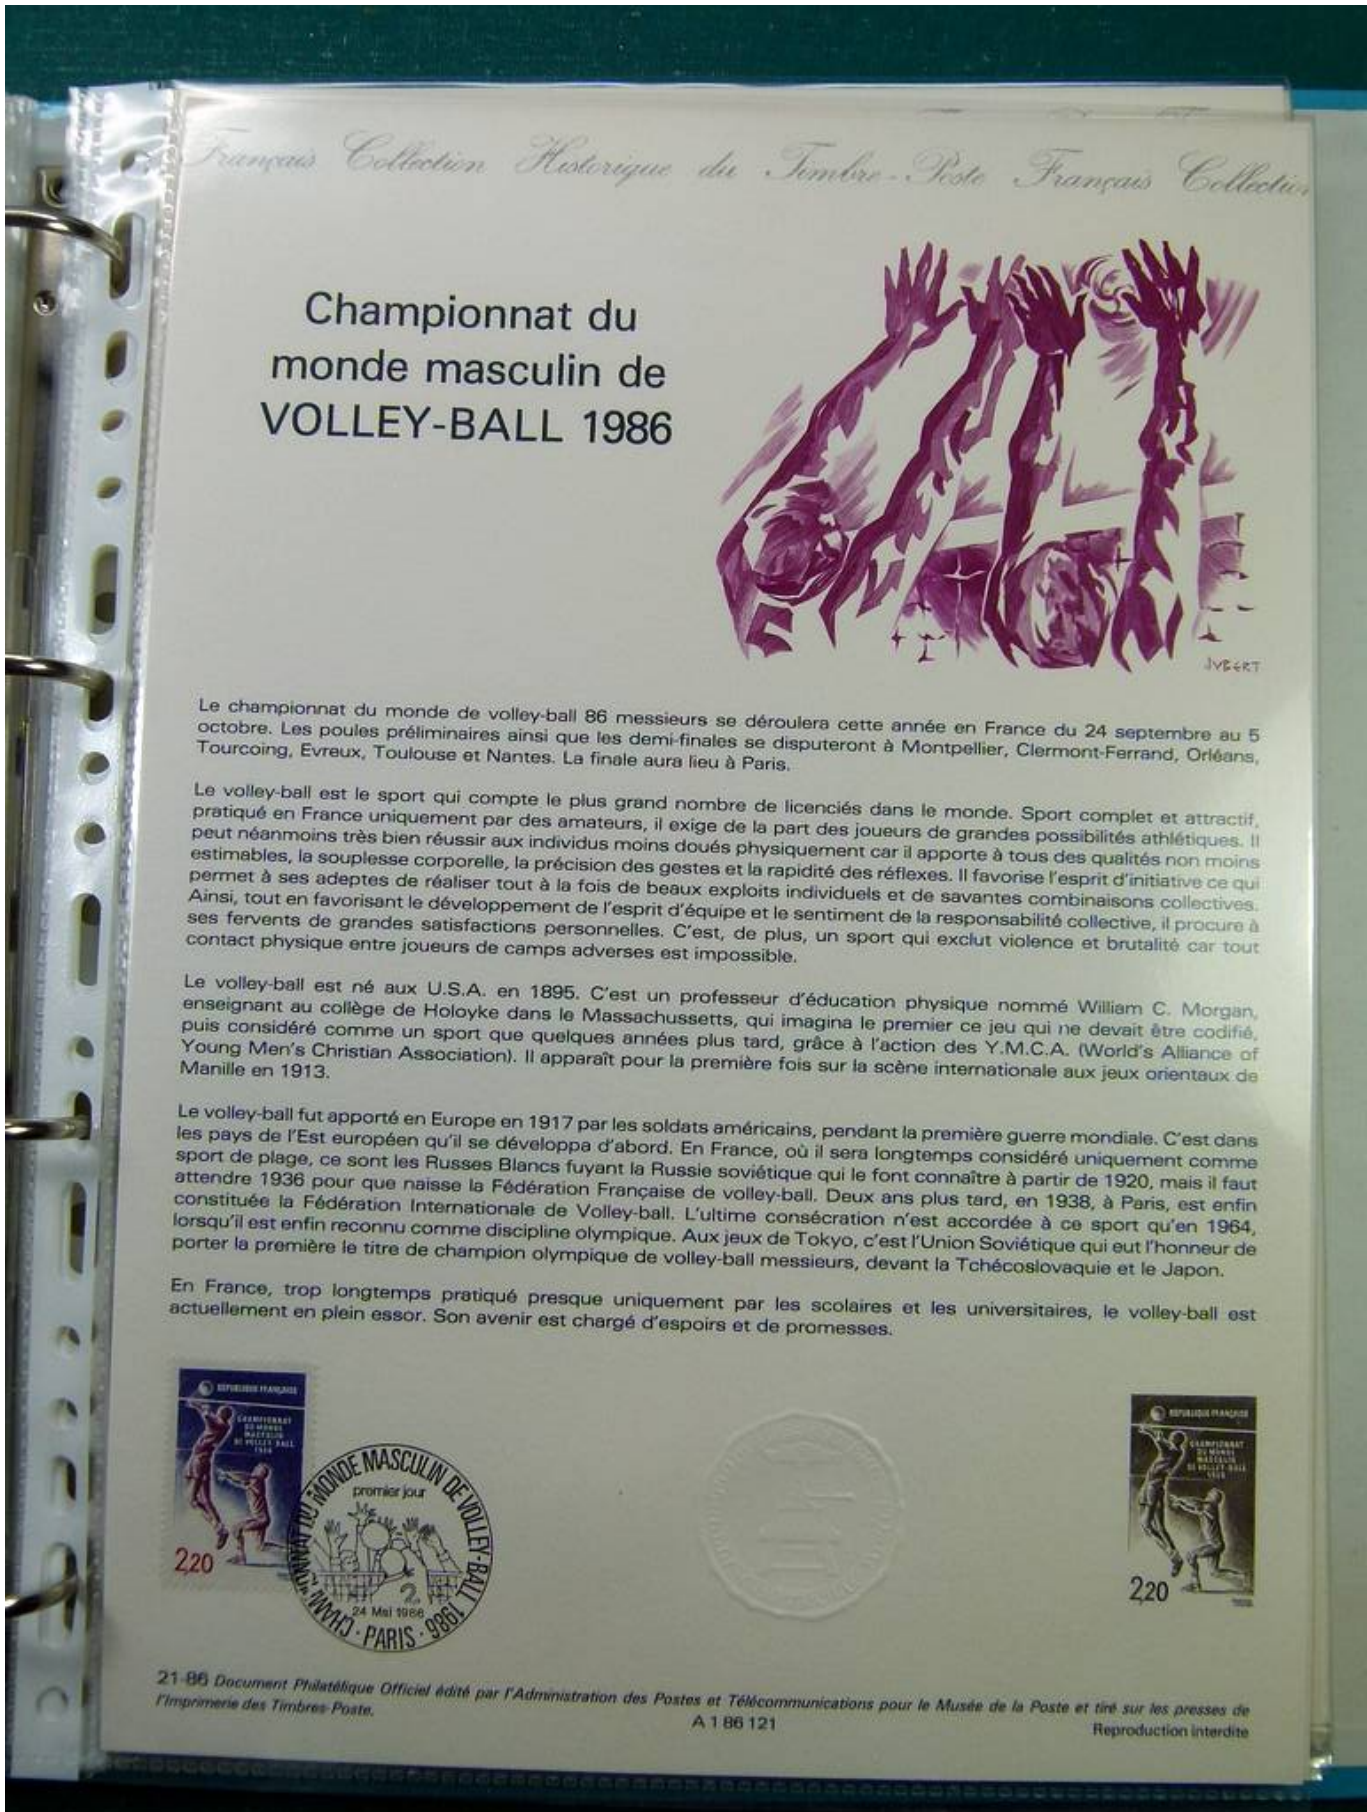 Français Collection Historique du Timbre-Poste Français Collection
Championnat du
monde masculin de
VOLLEY-BALL 1986
JUBERT
Le championnat du monde de volley-ball 86 messieurs se déroulera cette année en France du 24 septembre au 5
octobre. Les poules préliminaires ainsi que les demi-finales se disputeront à Montpellier, Clermont-Ferrand, Orléans,
Tourcoing, Evreux, Toulouse et Nantes. La finale aura lieu à Paris.
Le volley-ball est le sport qui compte le plus grand nombre de licenciés dans le monde. Sport complet et attractif,
pratiqué en France uniquement par des amateurs, il exige de la part des joueurs de grandes possibilités athlétiques. Il
peut néanmoins très bien réussir aux individus moins doués physiquement car il apporte à tous des qualités non moins
estimables, la souplesse corporelle, la précision des gestes et la rapidité des réflexes. Il favorise l'esprit d'initiative ce qui
permet à ses adeptes de réaliser tout à la fois de beaux exploits individuels et de savantes combinaisons collectives.
Ainsi, tout en favorisant le développement de l'esprit d'équipe et le sentiment de la responsabilité collective, il procure à
ses fervents de grandes satisfactions personnelles. C'est, de plus, un sport qui exclut violence et brutalité car tout
contact physique entre joueurs de camps adverses est impossible.
Le volley-ball est né aux U.S.A. en 1895. C'est un professeur d'éducation physique nommé William C. Morgan,
enseignant au collège de Holoyke dans le Massachussetts, qui imagina le premier ce jeu qui ne devait être codifié,
puis considéré comme un sport que quelques années plus tard, grâce à l'action des Y.M.C.A. (World's Alliance of
Young Men's Christian Association). Il apparaît pour la première fois sur la scène internationale aux jeux orientaux de
Manille en 1913.
Le volley-ball fut apporté en Europe en 1917 par les soldats américains, pendant la première guerre mondiale. C'est dans
les pays de l'Est européen qu'il se développa d'abord. En France, où il sera longtemps considéré uniquement comme
sport de plage, ce sont les Russes Blancs fuyant la Russie soviétique qui le font connaître à partir de 1920, mais il faut
attendre 1936 pour que naisse la Fédération Française de volley-ball. Deux ans plus tard, en 1938, à Paris, est enfin
constituée la Fédération Internationale de Volley-ball. L'ultime consécration n'est accordée à ce sport qu'en 1964,
lorsqu'il est enfin reconnu comme discipline olympique. Aux jeux de Tokyo, c'est l'Union Soviétique qui eut l'honneur de
porter la première le titre de champion olympique de volley-ball messieurs, devant la Tchécoslovaquie et le Japon.
En France, trop longtemps pratiqué presque uniquement par les scolaires et les universitaires, le volley-ball est
actuellement en plein essor. Son avenir est chargé d'espoirs et de promesses.
REPUBLIQUE FRANÇAISE
CHAMPIONNAT
DU MONDE
MASCULIN
DE VOLLEY-BALL
1986
2,20
CHAMPIONNAT DU MONDE MASCULIN DE VOLLEY-BALL 1986
premier jour
24 Mai 1986
· PARIS ·
REPUBLIQUE FRANÇAISE
CHAMPIONNAT
DU MONDE
MASCULIN
DE VOLLEY-BALL
1986
2,20
21-86 Document Philatélique Officiel édité par l'Administration des Postes et Télécommunications pour le Musée de la Poste et tiré sur les presses de
l'Imprimerie des Timbres-Poste.
A 1 86 121
Reproduction interdite